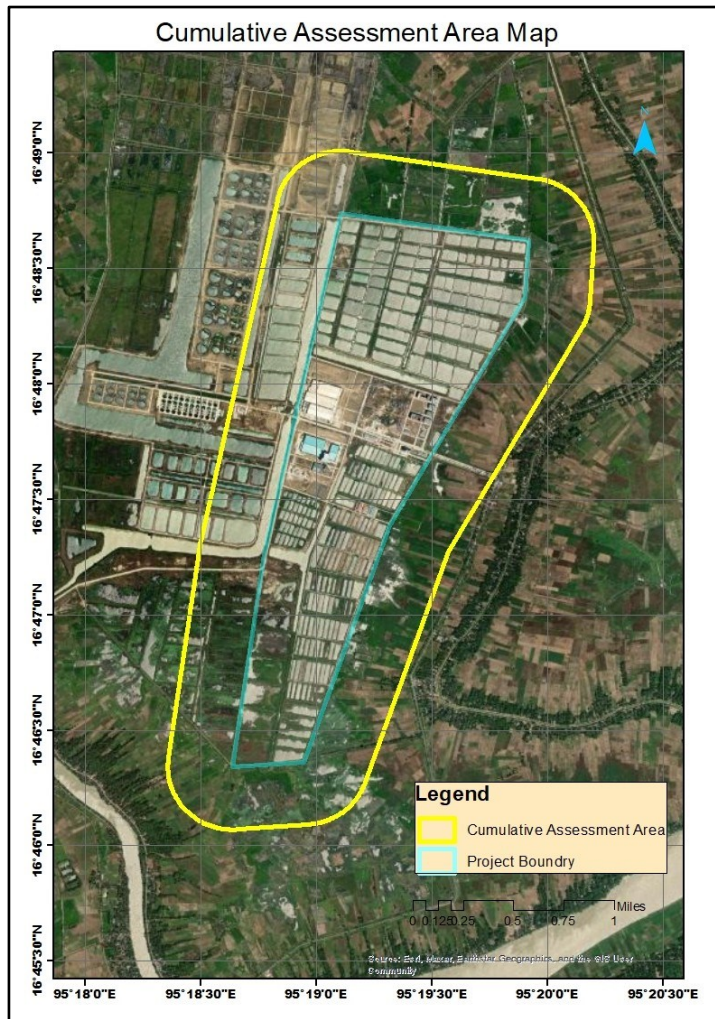 Cumulative Assessment Area Map
N
16°49'0"N
16°48'30"N
16°48'0"N
16°47'30"N
16°47'0"N
16°46'30"N
16°46'0"N
16°45'30"N
Legend
Cumulative Assessment Area
Project Boundry
Miles
0 0.125 0.25 0.5 0.75 1
Source: Esri, Maxar, Earthstar Geographics, and the GIS User
Community
95°18'0"E 95°18'30"E 95°19'0"E 95°19'30"E 95°20'0"E 95°20'30"E